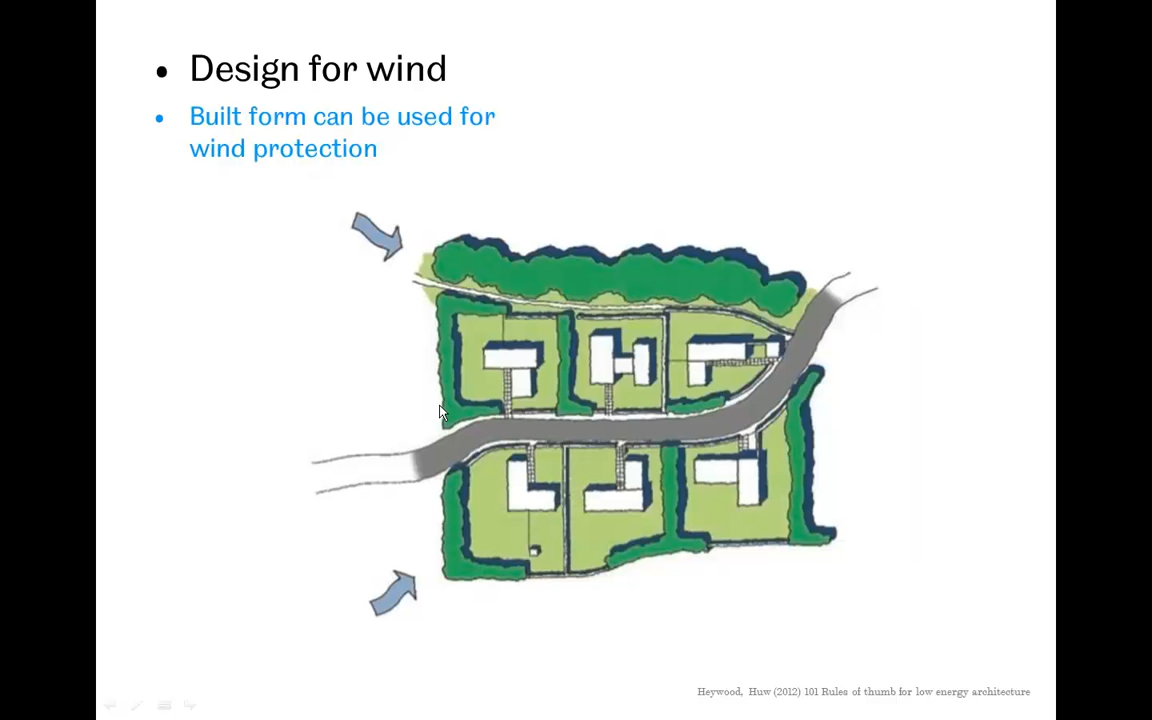 • Design for wind
• Built form can be used for
wind protection
Heywood, Huw (2012) 101 Rules of thumb for low energy architecture